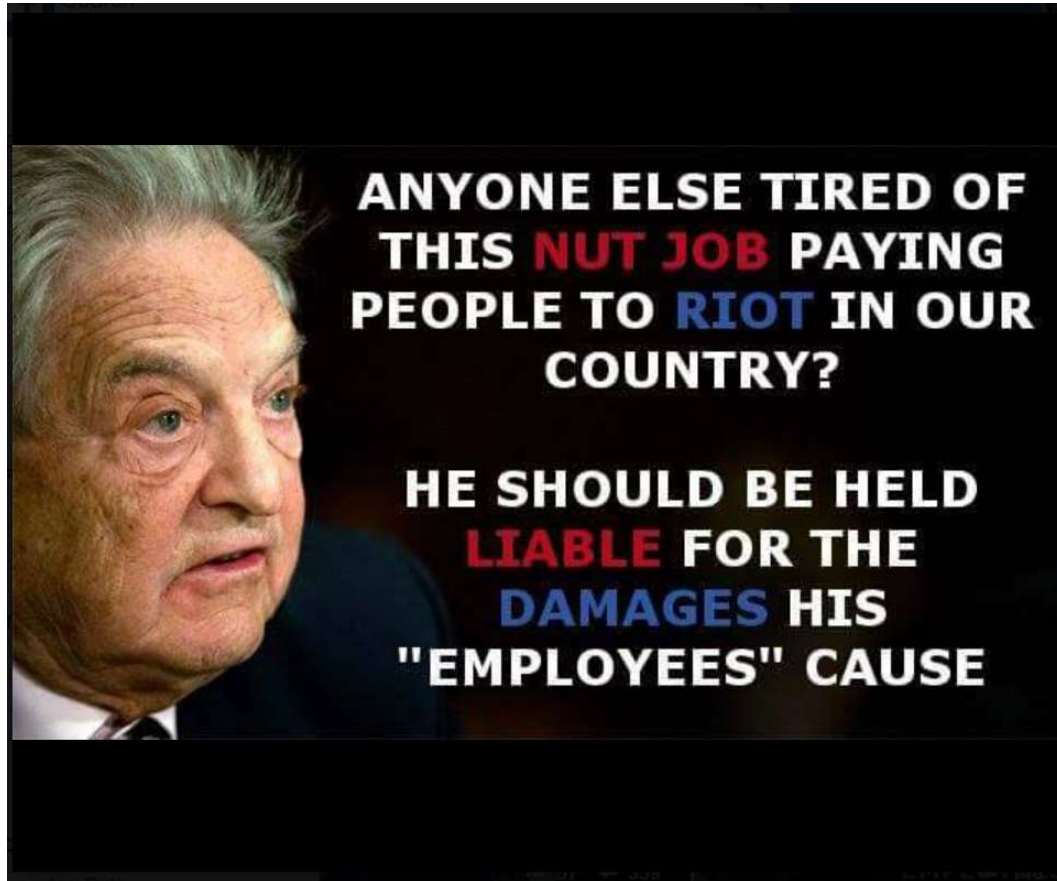 ANYONE ELSE TIRED OF
THIS NUT JOB PAYING
PEOPLE TO RIOT IN OUR
COUNTRY?
HE SHOULD BE HELD
LIABLE FOR THE
DAMAGES HIS
"EMPLOYEES" CAUSE